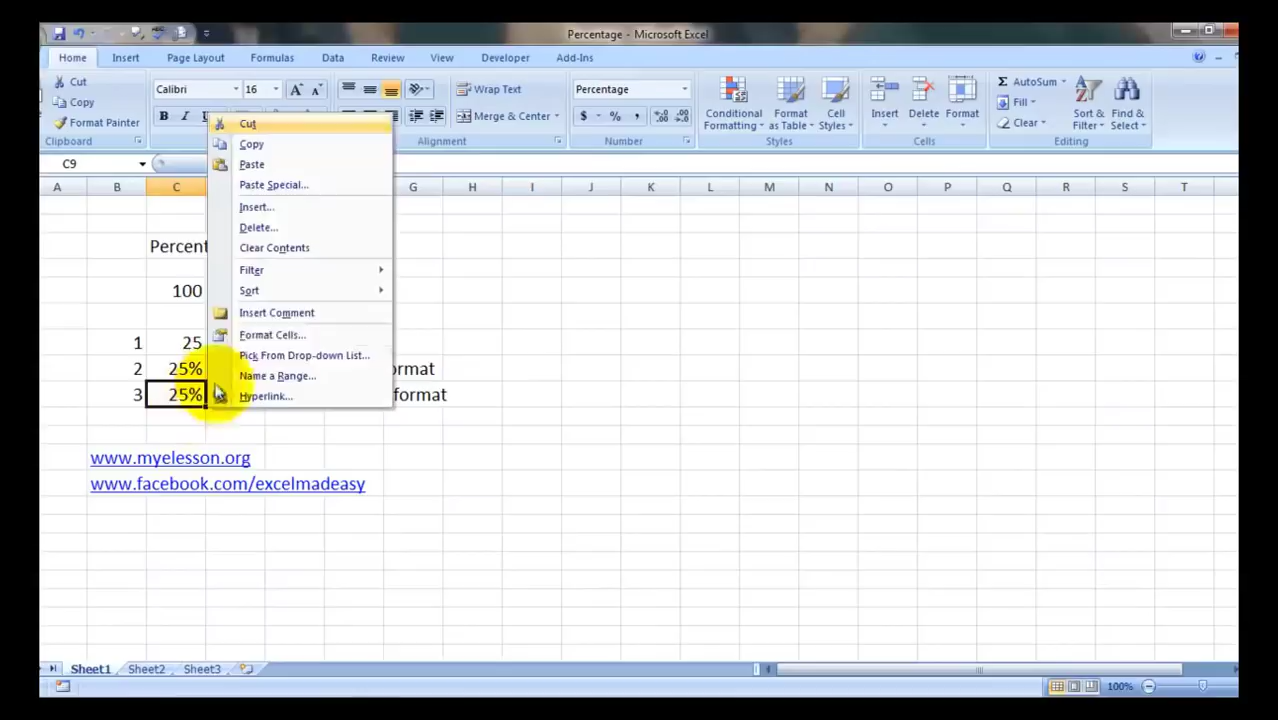 Percentage - Microsoft Excel
Home Insert Page Layout Formulas Data Review View Developer Add-Ins
Cut
Copy
Format Painter
Clipboard
Calibri 16 A A
B I U
Wrap Text
Merge & Center
Alignment
Percentage
$ % ,
Number
Conditional Formatting
Format as Table
Cell Styles
Styles
Insert Delete Format
Cells
Σ AutoSum
Fill
Clear
Sort & Filter
Find & Select
Editing
C9
A B C G H I J K L M N O P Q R S T
Cut
Copy
Paste
Paste Special...
Insert...
Delete...
Clear Contents
Filter
Sort
Insert Comment
Format Cells...
Pick From Drop-down List...
Name a Range...
Hyperlink...
Percent
100
1 25
2 25% ormat
3 25% format
www.myelesson.org
www.facebook.com/excelmadeasy
Sheet1 Sheet2 Sheet3
100%